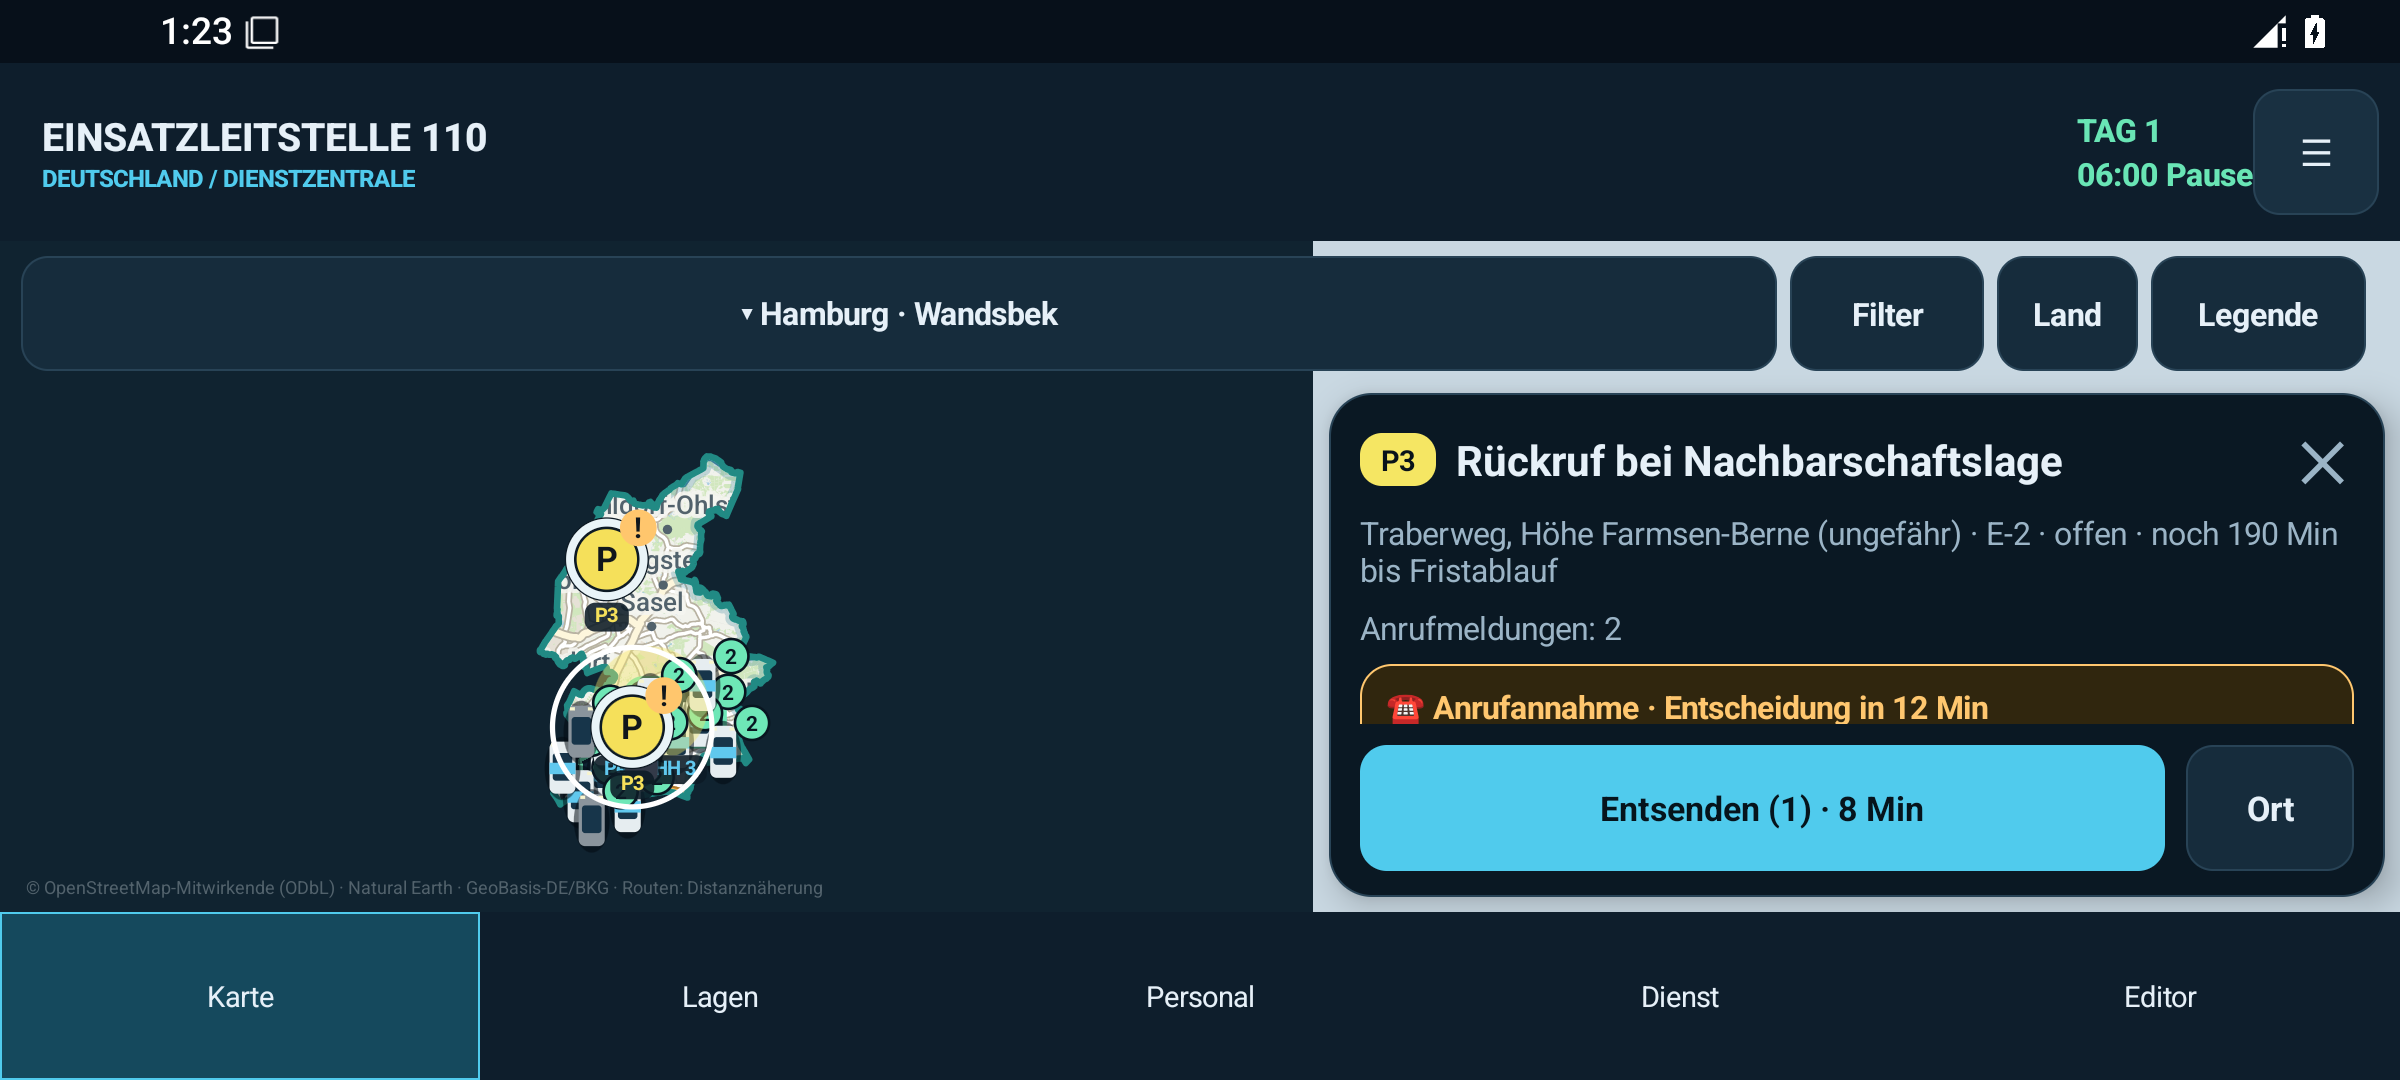 1:23
EINSATZLEITSTELLE 110
DEUTSCHLAND / DIENSTZENTRALE
TAG 1
06:00 Pause
▾ Hamburg · Wandsbek
Filter
Land
Legende
P3 Rückruf bei Nachbarschaftslage
Traberweg, Höhe Farmsen-Berne (ungefähr) · E-2 · offen · noch 190 Min
bis Fristablauf
Anrufmeldungen: 2
☎ Anrufannahme · Entscheidung in 12 Min
Entsenden (1) · 8 Min
Ort
P
!
P3
Sasel
2
2
2
2
P
!
HH 3
P3
© OpenStreetMap-Mitwirkende (ODbL) · Natural Earth · GeoBasis-DE/BKG · Routen: Distanznäherung
Karte
Lagen
Personal
Dienst
Editor